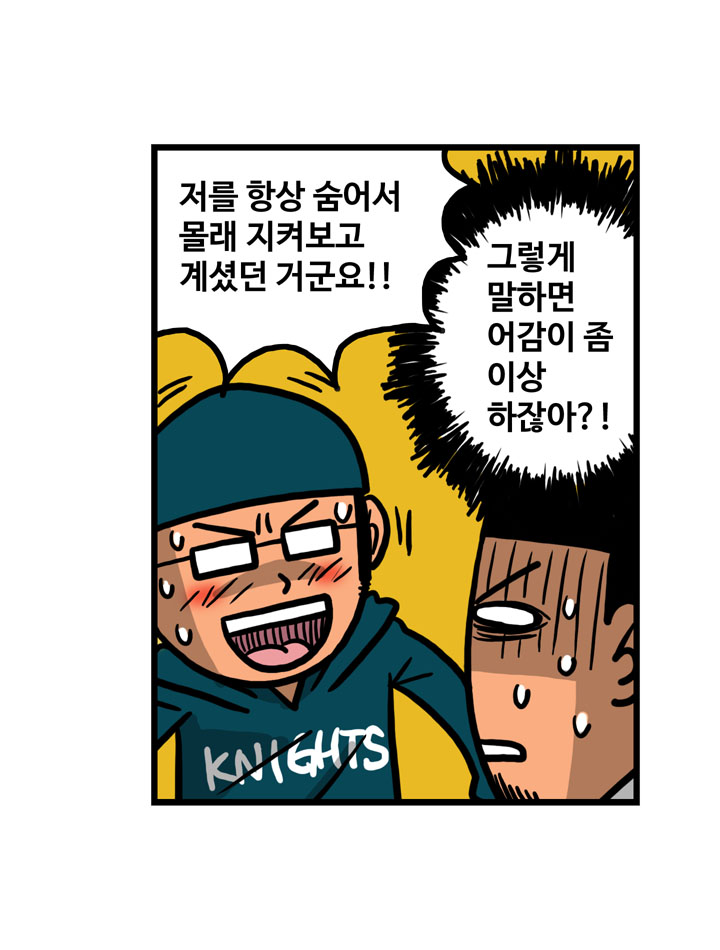 저를 항상 숨어서
몰래 지켜보고
계셨던 거군요!!
그렇게
말하면
어감이 좀
이상
하잖아?!
KNIGHTS